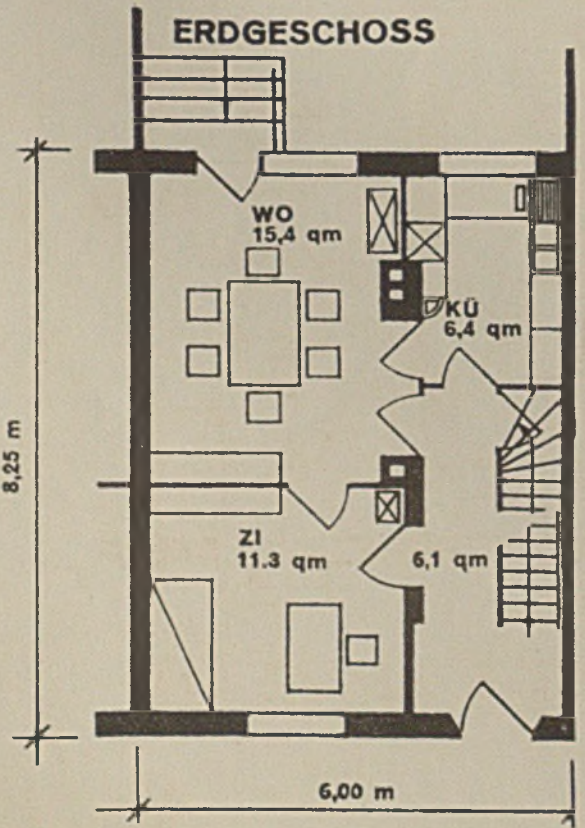 ERDGESCHOSS
WO
15,4 qm
KÜ
6,4 qm
8,25 m
ZI
11.3 qm
6,1 qm
6,00 m